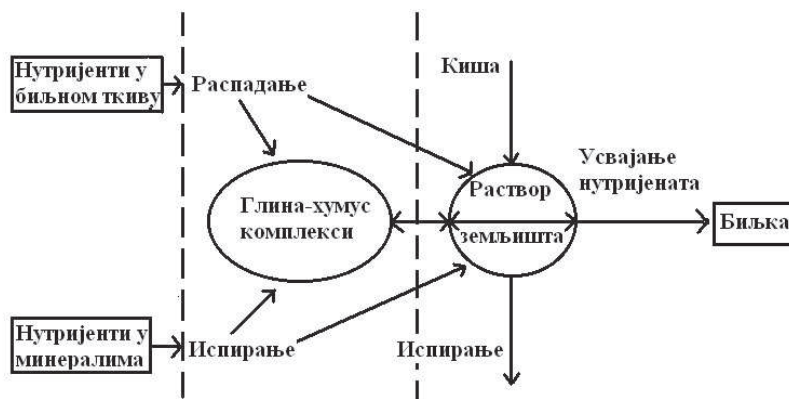 Нутријенти у
биљном ткиву
Распадање
Киша
Усвајање
нутријената
Глина-хумус
комплекси
Раствор
земљишта
Биљка
Нутријенти у
минералима
Испирање
Испирање